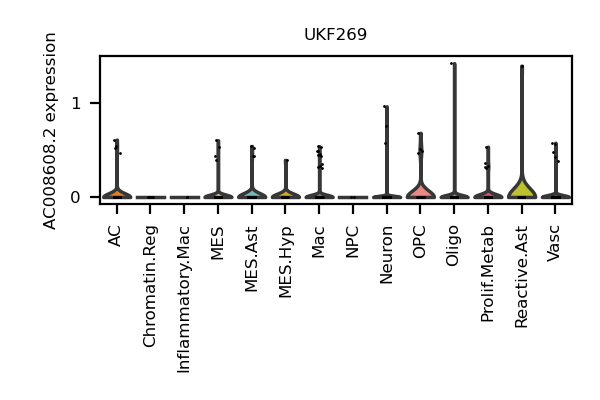 UKF269
AC008608.2 expression
1
0
AC
Chromatin.Reg
Inflammatory.Mac
MES
MES.Ast
MES.Hyp
Mac
NPC
Neuron
OPC
Oligo
Prolif.Metab
Reactive.Ast
Vasc